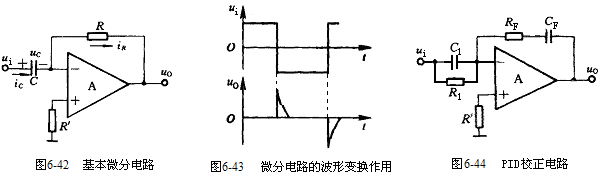 R
i_R
u_i
u_C
+
−
i_C
C
−
A
+
u_O
R′
图6-42 基本微分电路
u_i
O
t
u_O
O
t
图6-43 微分电路的波形变换作用
R_F
C_F
u_i
C_1
R_1
−
A
+
u_O
R′
图6-44 PID校正电路